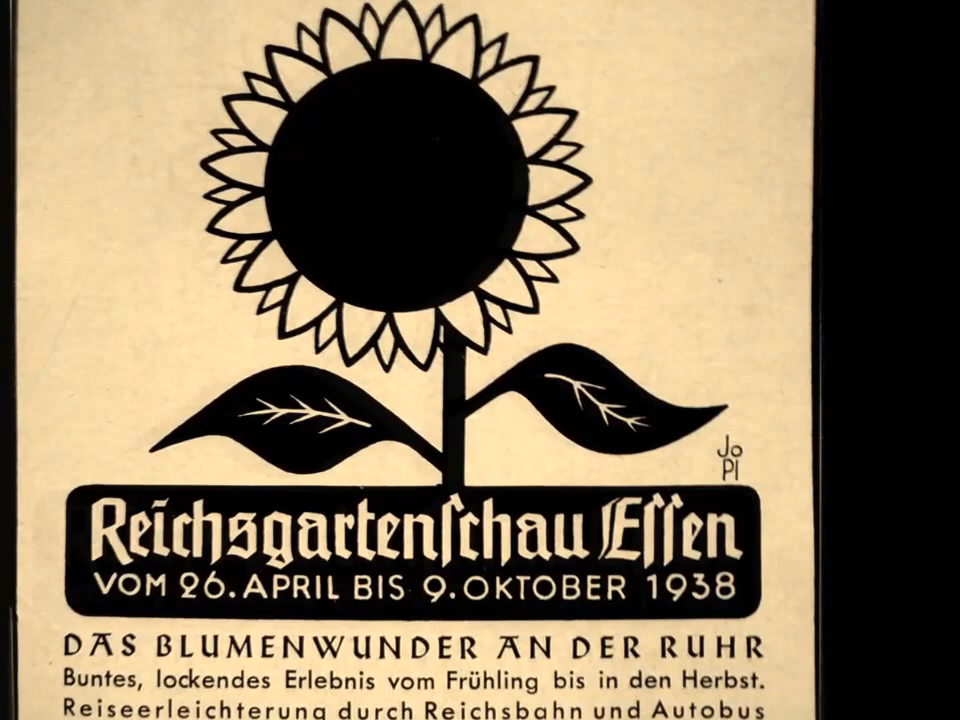 Jo
PI
Reichsgartenſchau Eſſen
VOM 26. APRIL BIS 9. OKTOBER 1938
DAS BLUMENWUNDER AN DER RUHR
Buntes, lockendes Erlebnis vom Frühling bis in den Herbst.
Reiseerleichterung durch Reichsbahn und Autobus